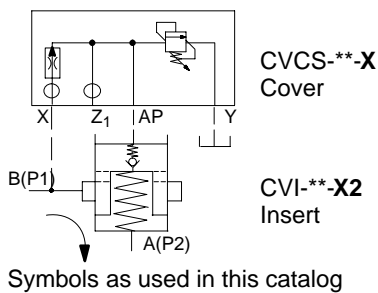 CVCS-**-X
Cover
X Z1 AP Y
B(P1)
CVI-**-X2
Insert
A(P2)
Symbols as used in this catalog